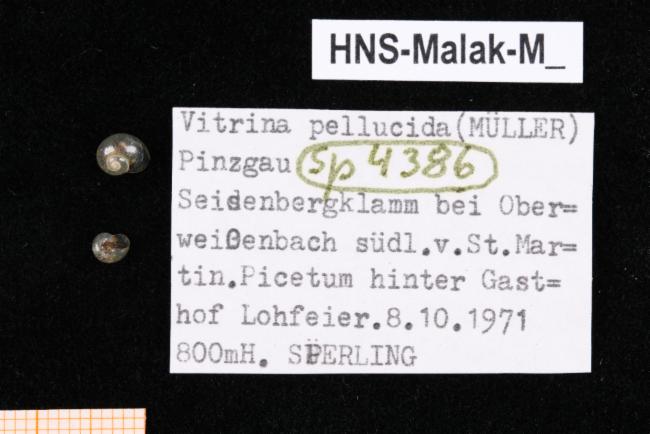 HNS-Malak-M_
Vitrina pellucida(MÜLLER)
Pinzgau Sp 4386
Seisenbergklamm bei Ober=
weißenbach südl.v.St.Mar=
tin.Picetum hinter Gast=
hof Lohfeier.8.10.1971
800mH. SPERLING